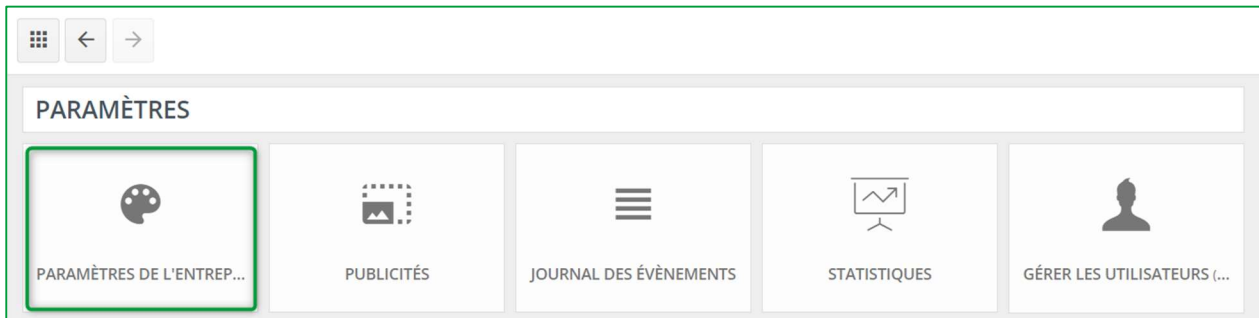 PARAMÈTRES
PARAMÈTRES DE L'ENTREP...
PUBLICITÉS
JOURNAL DES ÉVÈNEMENTS
STATISTIQUES
GÉRER LES UTILISATEURS (...